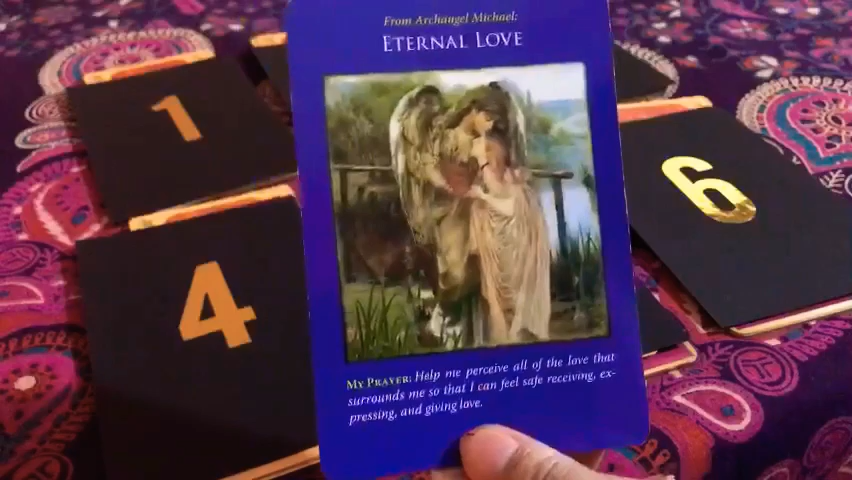 From Archangel Michael:
ETERNAL LOVE
1
6
4
MY PRAYER: Help me perceive all of the love that
surrounds me so that I can feel safe receiving, ex-
pressing, and giving love.